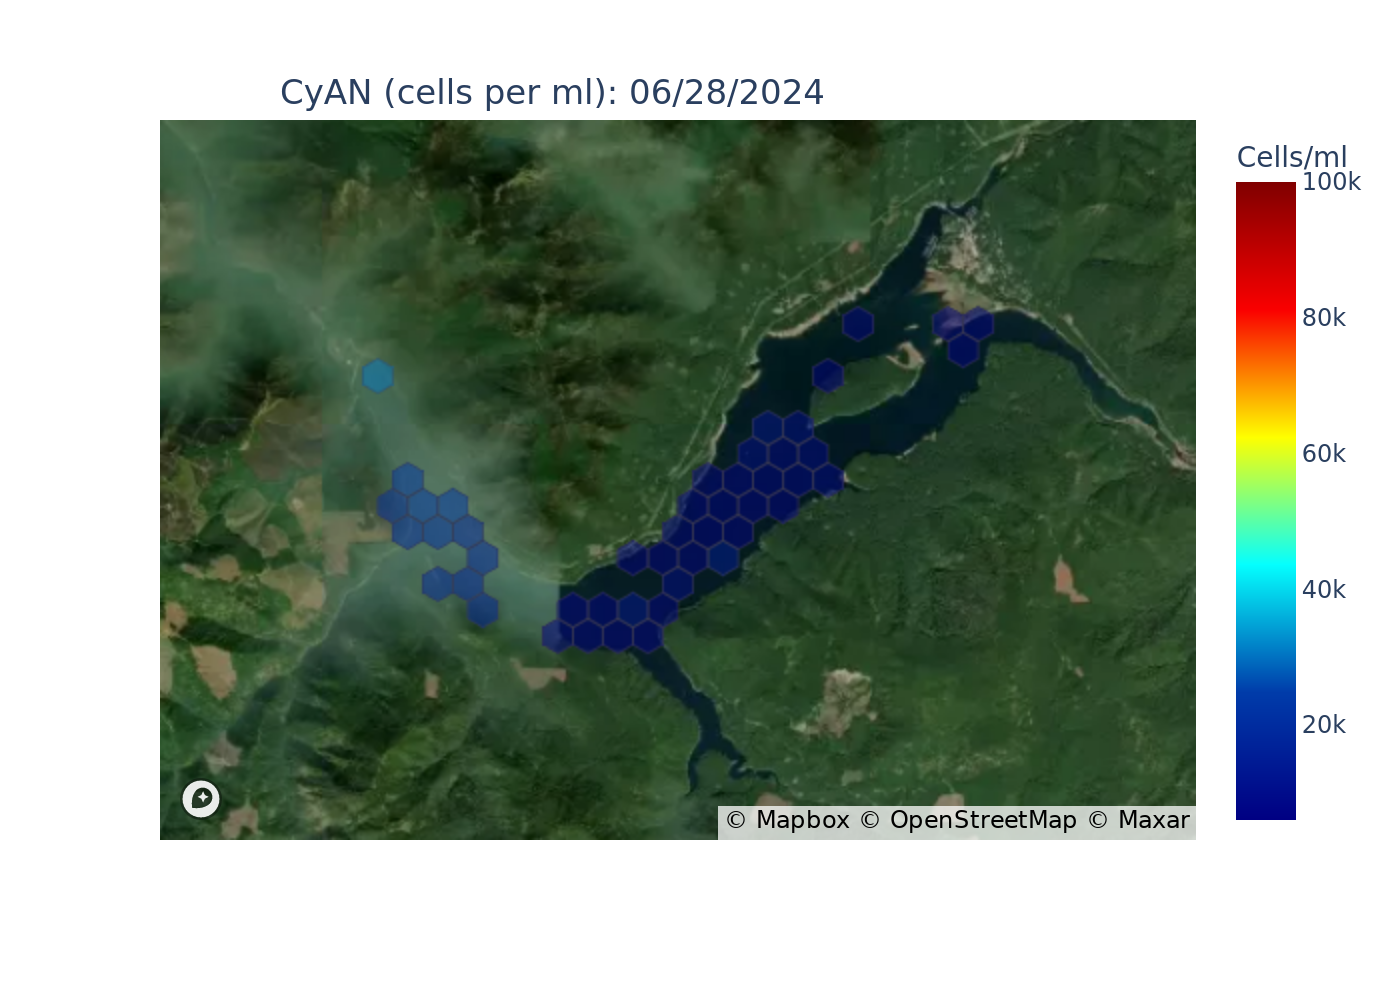 CyAN (cells per ml): 06/28/2024
Cells/ml
100k
80k
60k
40k
20k
© Mapbox © OpenStreetMap © Maxar